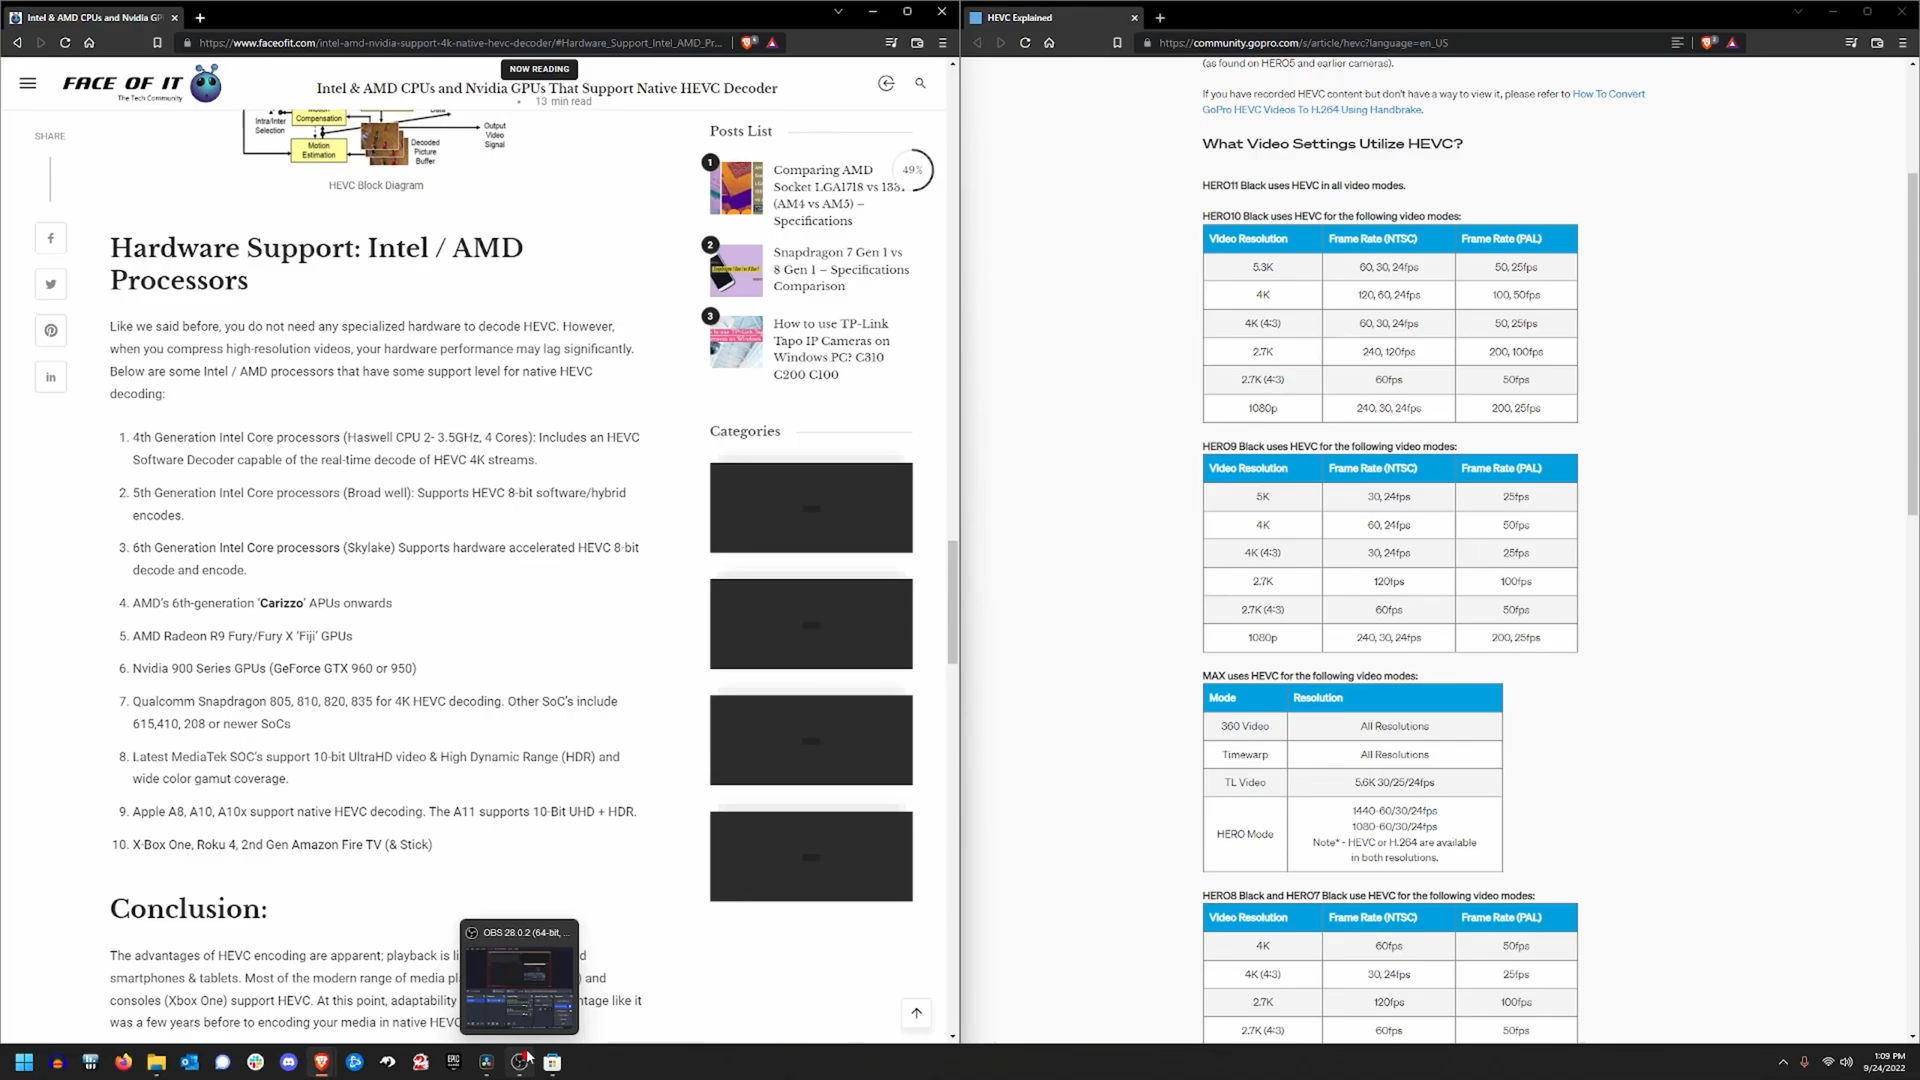 Intel & AMD CPUs and Nvidia GP
https://www.faceofit.com/intel-amd-nvidia-support-4k-native-hevc-decoder/#Hardware_Support_Intel_AMD_Pr...
FACE OF IT
The Tech Community
NOW READING
Intel & AMD CPUs and Nvidia GPUs That Support Native HEVC Decoder
13 min read
SHARE
Intra/Inter
Selection
Compensation
Motion
Estimation
Decoded
Picture
Buffer
Output
Video
Signal
HEVC Block Diagram
Hardware Support: Intel / AMD
Processors
Like we said before, you do not need any specialized hardware to decode HEVC. However,
when you compress high-resolution videos, your hardware performance may lag significantly.
Below are some Intel / AMD processors that have some support level for native HEVC
decoding:
1. 4th Generation Intel Core processors (Haswell CPU 2- 3.5GHz, 4 Cores): Includes an HEVC
Software Decoder capable of the real-time decode of HEVC 4K streams.
2. 5th Generation Intel Core processors (Broad well): Supports HEVC 8-bit software/hybrid
encodes.
3. 6th Generation Intel Core processors (Skylake) Supports hardware accelerated HEVC 8-bit
decode and encode.
4. AMD's 6th-generation 'Carizzo' APUs onwards
5. AMD Radeon R9 Fury/Fury X 'Fiji' GPUs
6. Nvidia 900 Series GPUs (GeForce GTX 960 or 950)
7. Qualcomm Snapdragon 805, 810, 820, 835 for 4K HEVC decoding. Other SoC's include
615,410, 208 or newer SoCs
8. Latest MediaTek SOC's support 10-bit UltraHD video & High Dynamic Range (HDR) and
wide color gamut coverage.
9. Apple A8, A10, A10x support native HEVC decoding. The A11 supports 10-Bit UHD + HDR.
10. X-Box One, Roku 4, 2nd Gen Amazon Fire TV (& Stick)
Conclusion:
The advantages of HEVC encoding are apparent; playback is li
smartphones & tablets. Most of the modern range of media pl and
consoles (Xbox One) support HEVC. At this point, adaptability ntage like it
was a few years before to encoding your media in native HEVC
OBS 28.0.2 (64-bit, ...
Posts List
49%
1
Comparing AMD
Socket LGA1718 vs 133
(AM4 vs AM5) –
Specifications
2
Snapdragon 7 Gen 1 vs
8 Gen 1 – Specifications
Comparison
3
How to use TP-Link
Tapo IP Cameras on
Windows PC? C310
C200 C100
Categories
HEVC Explained
https://community.gopro.com/s/article/hevc?language=en_US
(as found on HERO5 and earlier cameras).
If you have recorded HEVC content but don't have a way to view it, please refer to How To Convert
GoPro HEVC Videos To H.264 Using Handbrake.
What Video Settings Utilize HEVC?
HERO11 Black uses HEVC in all video modes.
HERO10 Black uses HEVC for the following video modes:
Video Resolution Frame Rate (NTSC) Frame Rate (PAL)
5.3K 60, 30, 24fps 50, 25fps
4K 120, 60, 24fps 100, 50fps
4K (4:3) 60, 30, 24fps 50, 25fps
2.7K 240, 120fps 200, 100fps
2.7K (4:3) 60fps 50fps
1080p 240, 30, 24fps 200, 25fps
HERO9 Black uses HEVC for the following video modes:
Video Resolution Frame Rate (NTSC) Frame Rate (PAL)
5K 30, 24fps 25fps
4K 60, 24fps 50fps
4K (4:3) 30, 24fps 25fps
2.7K 120fps 100fps
2.7K (4:3) 60fps 50fps
1080p 240, 30, 24fps 200, 25fps
MAX uses HEVC for the following video modes:
Mode Resolution
360 Video All Resolutions
Timewarp All Resolutions
TL Video 5.6K 30/25/24fps
HERO Mode
1440-60/30/24fps
1080-60/30/24fps
Note* - HEVC or H.264 are available
in both resolutions.
HERO8 Black and HERO7 Black use HEVC for the following video modes:
Video Resolution Frame Rate (NTSC) Frame Rate (PAL)
4K 60fps 50fps
4K (4:3) 30, 24fps 25fps
2.7K 120fps 100fps
2.7K (4:3) 60fps 50fps
1:09 PM
9/24/2022